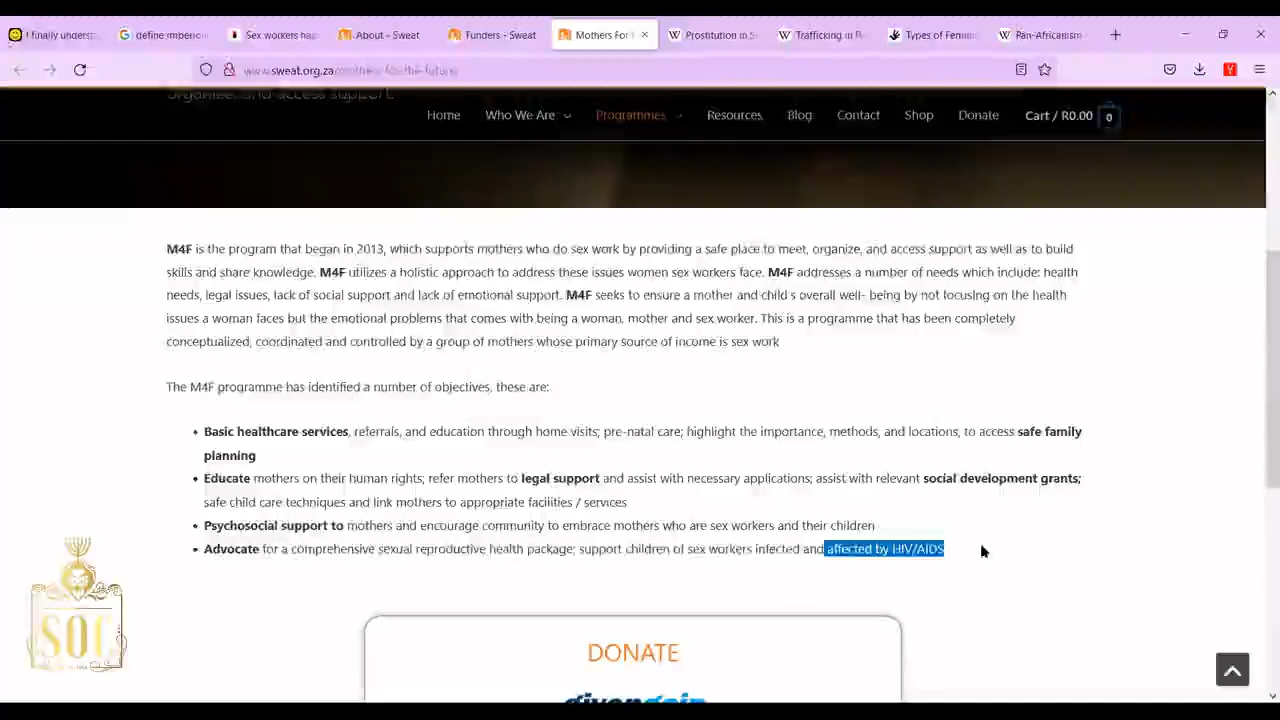 I finally underst
define imperiou
Sex workers ha
About – Sweat
Funders – Sweat
Mothers For
Prostitution in S
Trafficking in R
Types of Femin
Pan-Africanism
www.sweat.org.za/mothers-for-the-future/
organise, and access support.
Home
Who We Are
Programmes
Resources
Blog
Contact
Shop
Donate
Cart / R0.00
0
M4F is the program that began in 2013, which supports mothers who do sex work by providing a safe place to meet, organize, and access support as well as to build
skills and share knowledge. M4F utilizes a holistic approach to address these issues women sex workers face. M4F addresses a number of needs which include: health
needs, legal issues, lack of social support and lack of emotional support. M4F seeks to ensure a mother and child s overall well- being by not focusing on the health
issues a woman faces but the emotional problems that comes with being a woman, mother and sex worker. This is a programme that has been completely
conceptualized, coordinated and controlled by a group of mothers whose primary source of income is sex work
The M4F programme has identified a number of objectives, these are:
• Basic healthcare services, referrals, and education through home visits; pre-natal care; highlight the importance, methods, and locations, to access safe family
planning
• Educate mothers on their human rights; refer mothers to legal support and assist with necessary applications; assist with relevant social development grants;
safe child care techniques and link mothers to appropriate facilities / services
• Psychosocial support to mothers and encourage community to embrace mothers who are sex workers and their children
• Advocate for a comprehensive sexual reproductive health package; support children of sex workers infected and affected by HIV/AIDS
SOC
DONATE
givengain